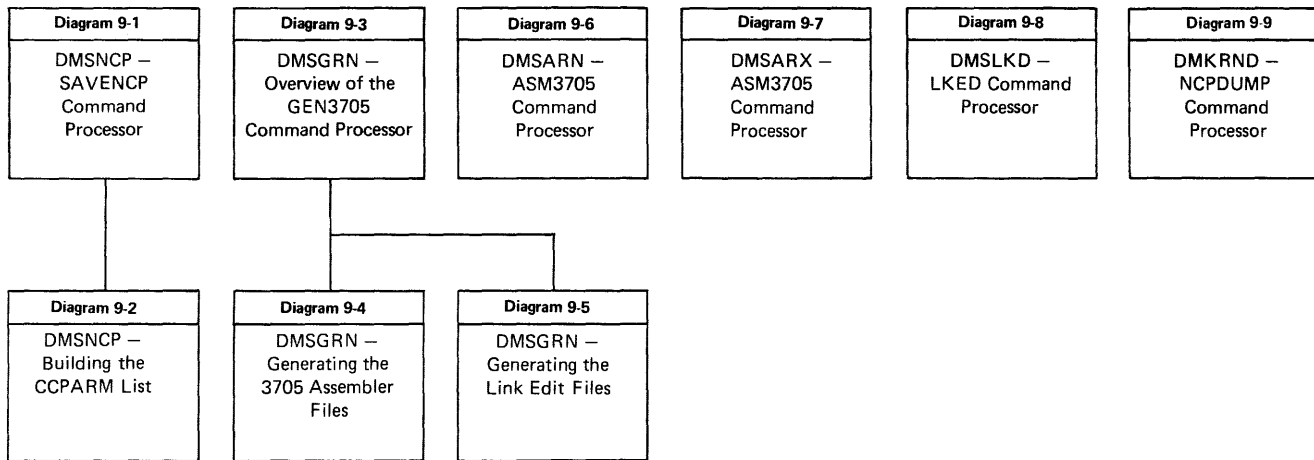 Diagram 9-1
DMSNCP —
SAVENCP
Command
Processor
Diagram 9-3
DMSGRN —
Overview of the
GEN3705
Command Processor
Diagram 9-6
DMSARN —
ASM3705
Command
Processor
Diagram 9-7
DMSARX —
ASM3705
Command
Processor
Diagram 9-8
DMSLKD —
LKED Command
Processor
Diagram 9-9
DMKRND —
NCPDUMP
Command
Processor
Diagram 9-2
DMSNCP —
Building the
CCPARM List
Diagram 9-4
DMSGRN —
Generating the
3705 Assembler
Files
Diagram 9-5
DMSGRN —
Generating the
Link Edit Files